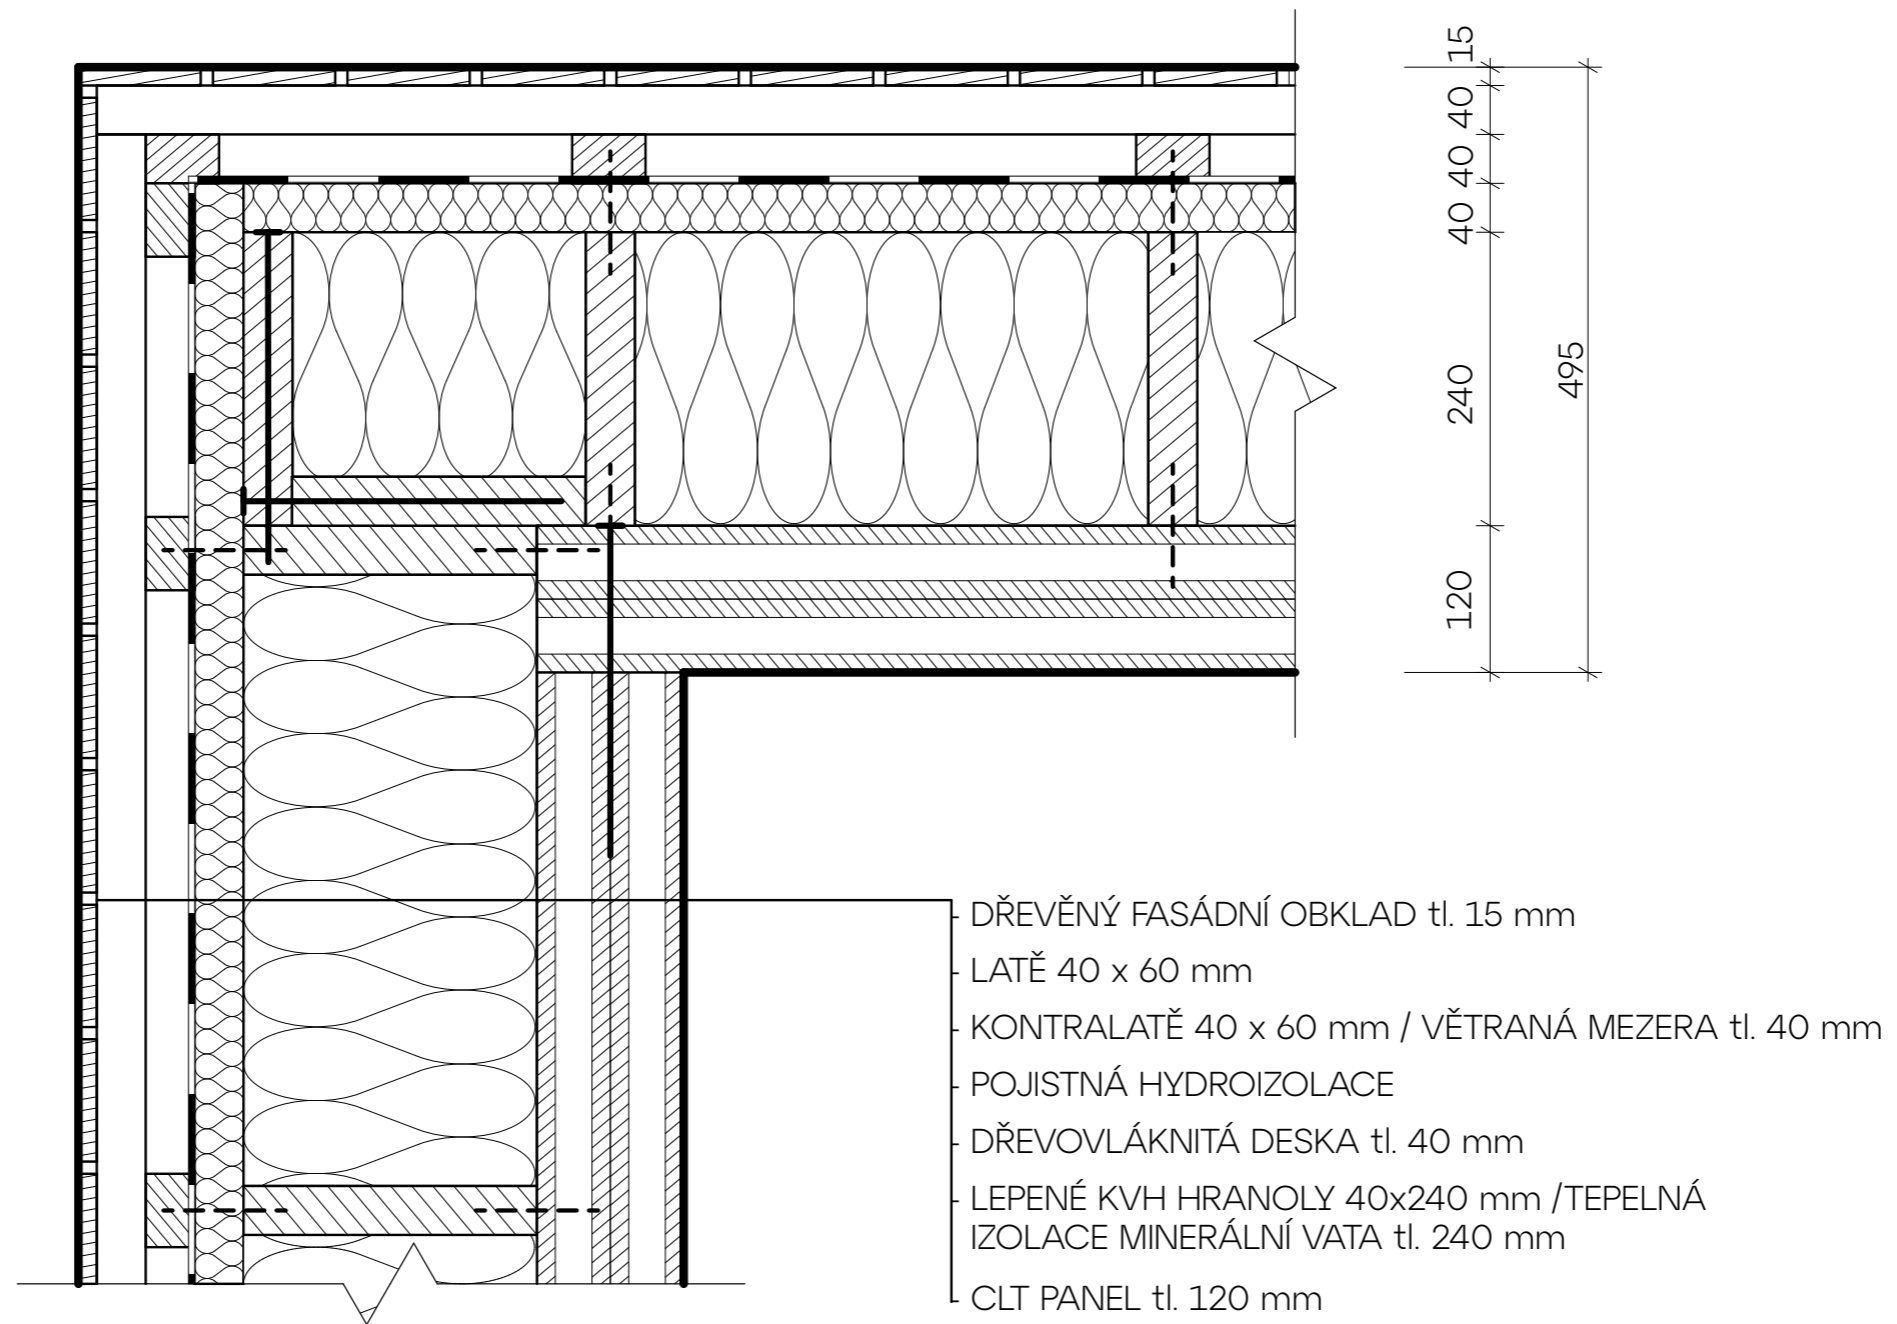 15
40
40
40
240
495
120
DŘEVĚNÝ FASÁDNÍ OBKLAD tl. 15 mm
LATĚ 40 x 60 mm
KONTRALATĚ 40 x 60 mm / VĚTRANÁ MEZERA tl. 40 mm
POJISTNÁ HYDROIZOLACE
DŘEVOVLÁKNITÁ DESKA tl. 40 mm
LEPENÉ KVH HRANOLY 40x240 mm /TEPELNÁ
IZOLACE MINERÁLNÍ VATA tl. 240 mm
CLT PANEL tl. 120 mm